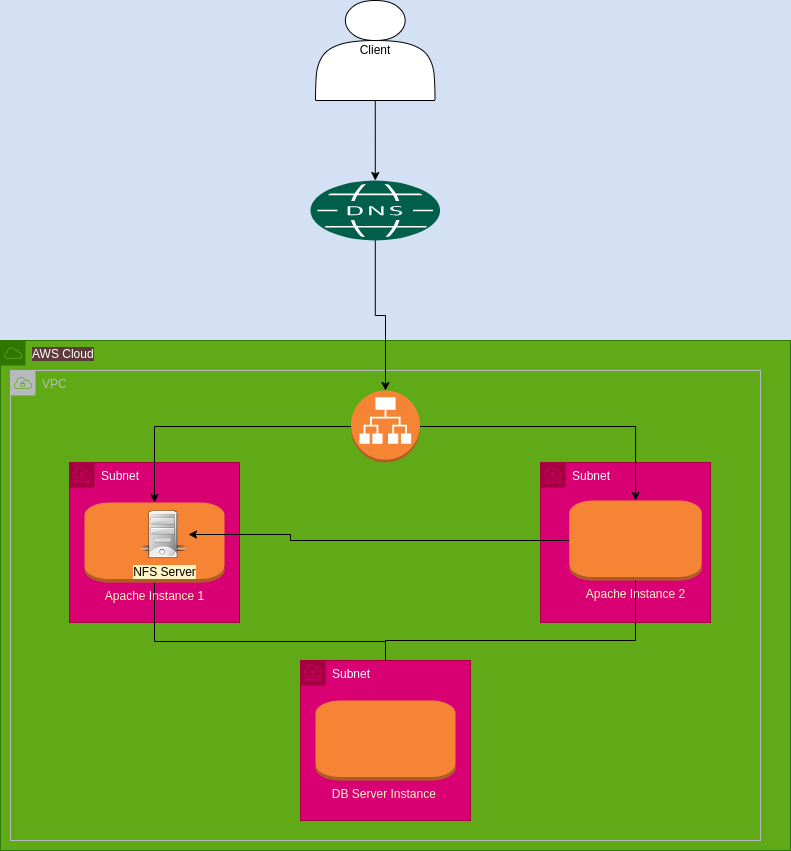 Client
DNS
AWS Cloud
VPC
Subnet
Subnet
NFS Server
Apache Instance 1
Apache Instance 2
Subnet
DB Server Instance